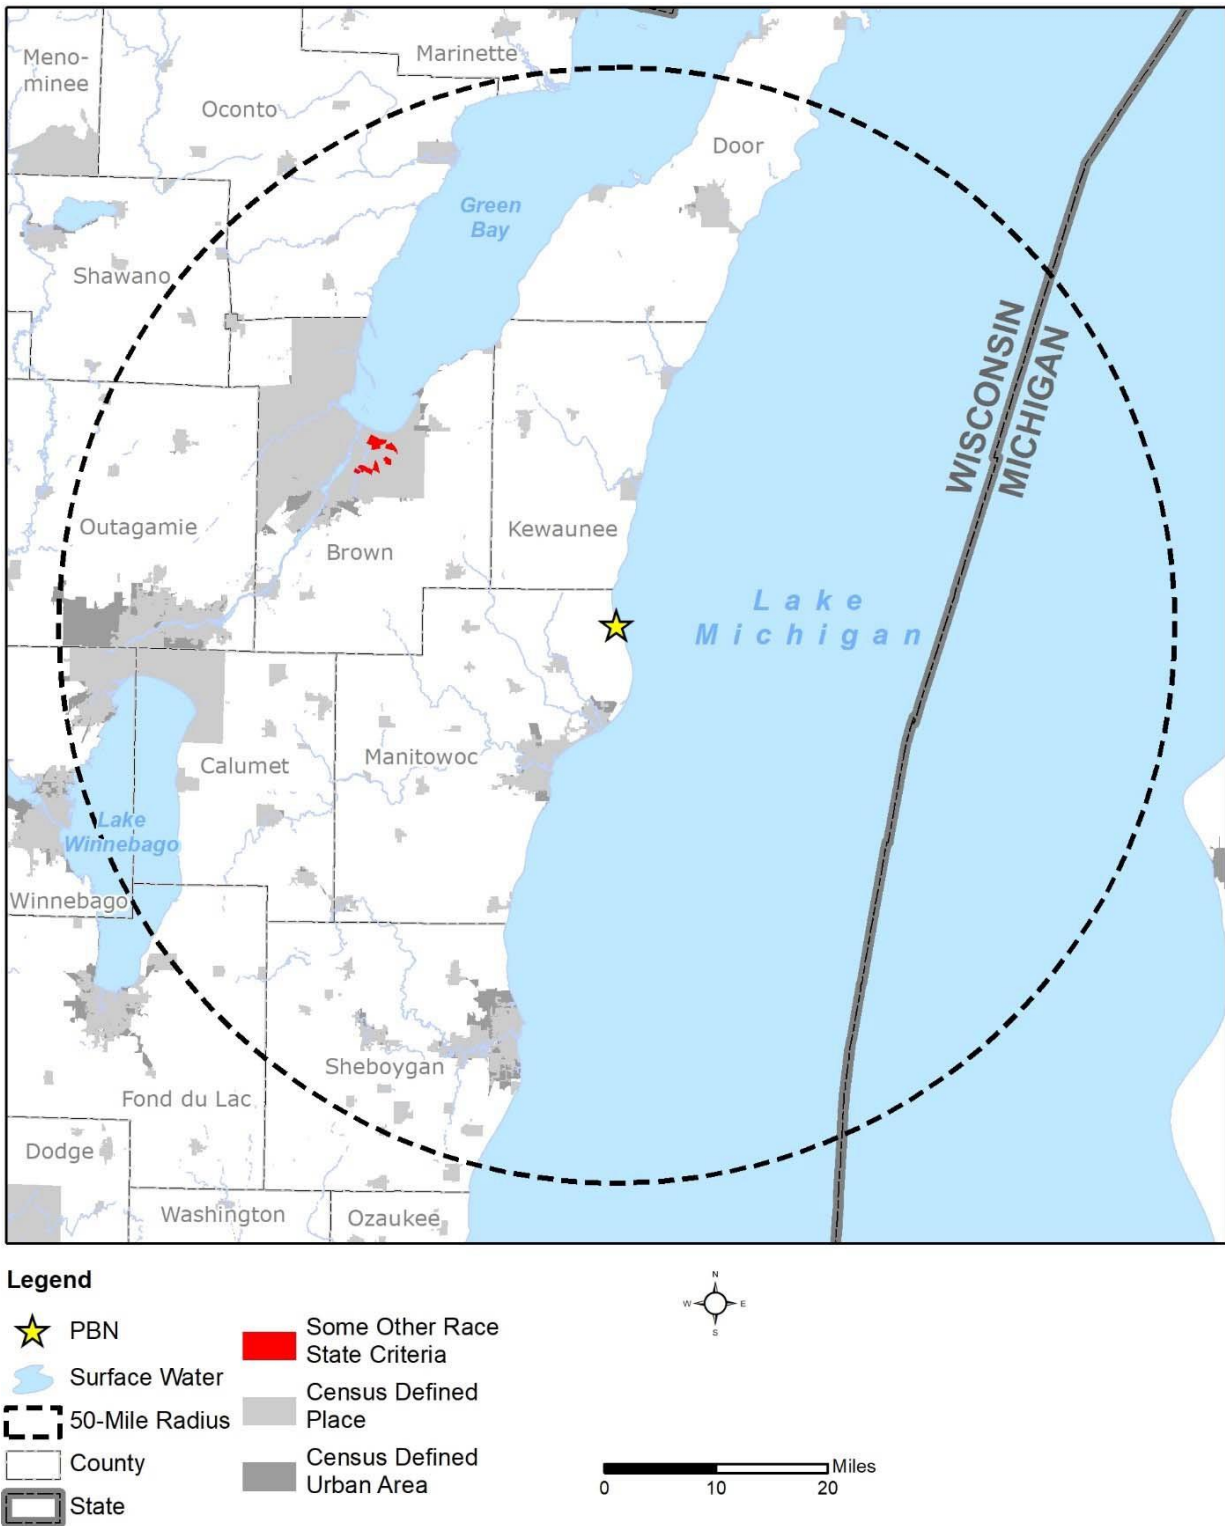 Meno-
minee
Marinette
Oconto
Door
Green
Bay
Shawano
WISCONSIN
MICHIGAN
Outagamie
Brown
Kewaunee
Lake
Michigan
Calumet
Manitowoc
Lake
Winnebago
Winnebago
Sheboygan
Fond du Lac
Dodge
Washington
Ozaukee
Legend
PBN
Surface Water
50-Mile Radius
County
State
Some Other Race
State Criteria
Census Defined
Place
Census Defined
Urban Area
N
W E
S
Miles
0 10 20